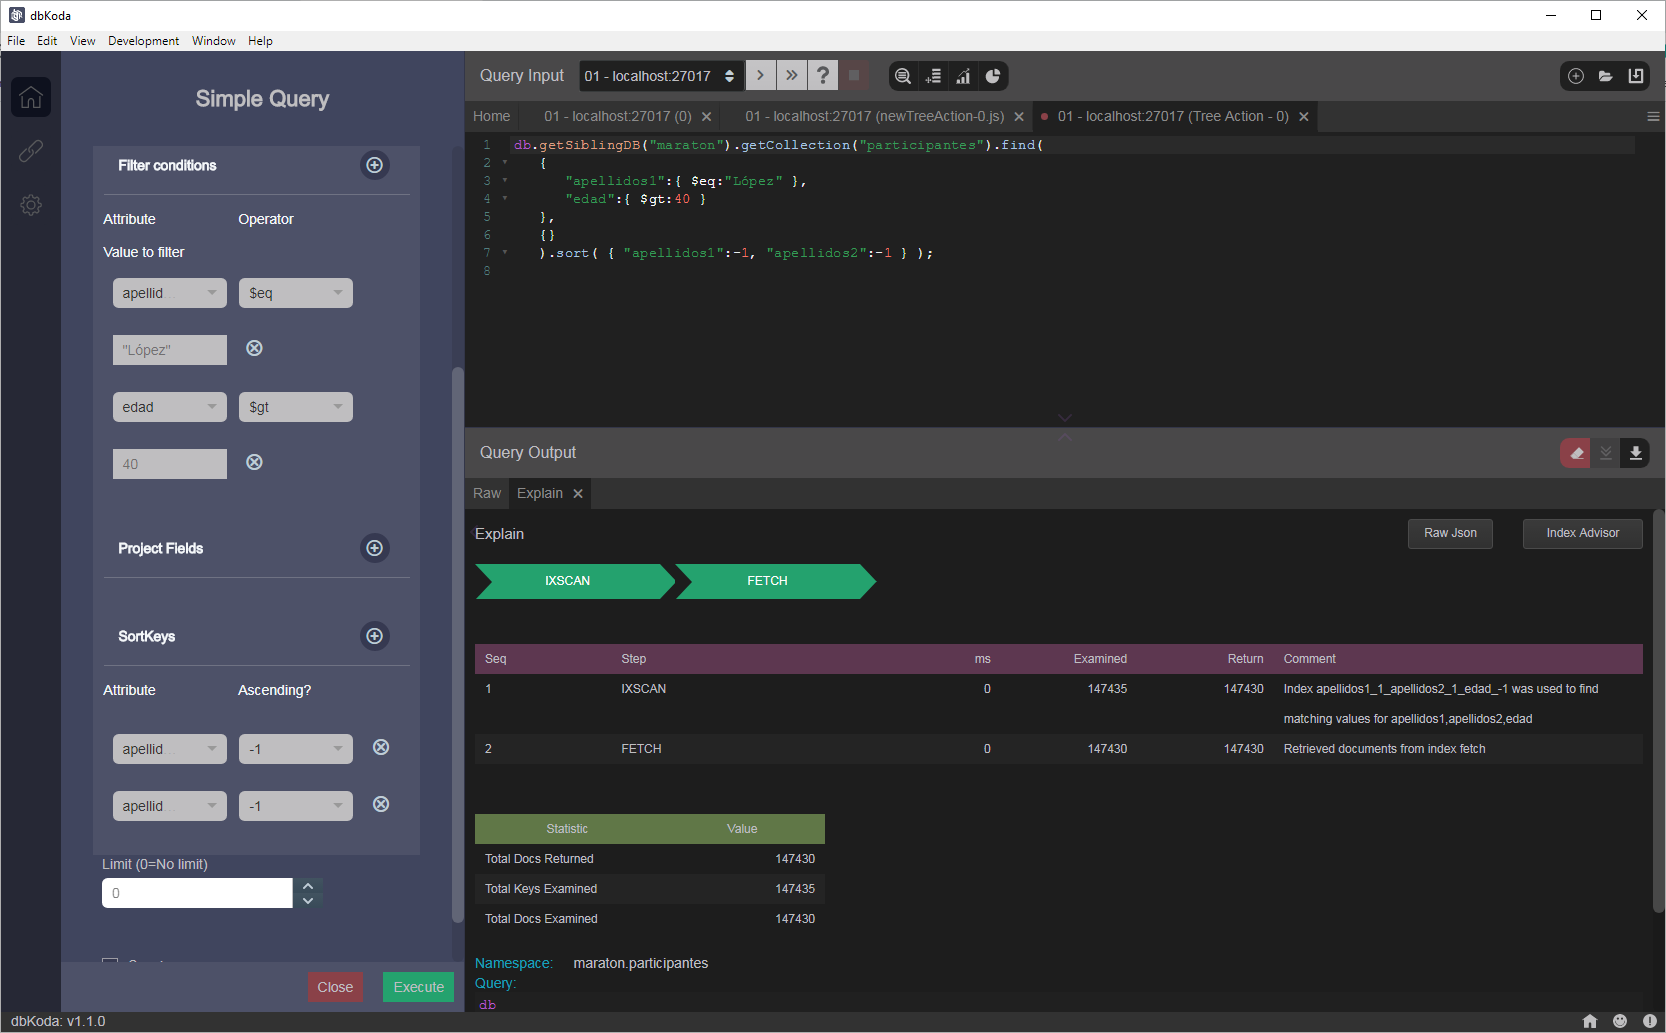 dbKoda
File Edit View Development Window Help
Simple Query
Filter conditions
Attribute Operator
Value to filter
apellid $eq
"López"
edad $gt
40
Project Fields
SortKeys
Attribute Ascending?
apellid -1
apellid -1
Limit (0=No limit)
0
Close Execute
Query Input 01 - localhost:27017 ?
Home 01 - localhost:27017 (0) 01 - localhost:27017 (newTreeAction-0.js) 01 - localhost:27017 (Tree Action - 0)
1 db.getSiblingDB("maraton").getCollection("participantes").find(
2 {
3 "apellidos1":{ $eq:"López" },
4 "edad":{ $gt:40 }
5 },
6 {}
7 ).sort( { "apellidos1":-1, "apellidos2":-1 } );
8
Query Output
Raw Explain
Explain Raw Json Index Advisor
IXSCAN FETCH
Seq Step ms Examined Return Comment
1 IXSCAN 0 147435 147430 Index apellidos1_1_apellidos2_1_edad_-1 was used to find
matching values for apellidos1,apellidos2,edad
2 FETCH 0 147430 147430 Retrieved documents from index fetch
Statistic Value
Total Docs Returned 147430
Total Keys Examined 147435
Total Docs Examined 147430
Namespace: maraton.participantes
Query:
db
dbKoda: v1.1.0